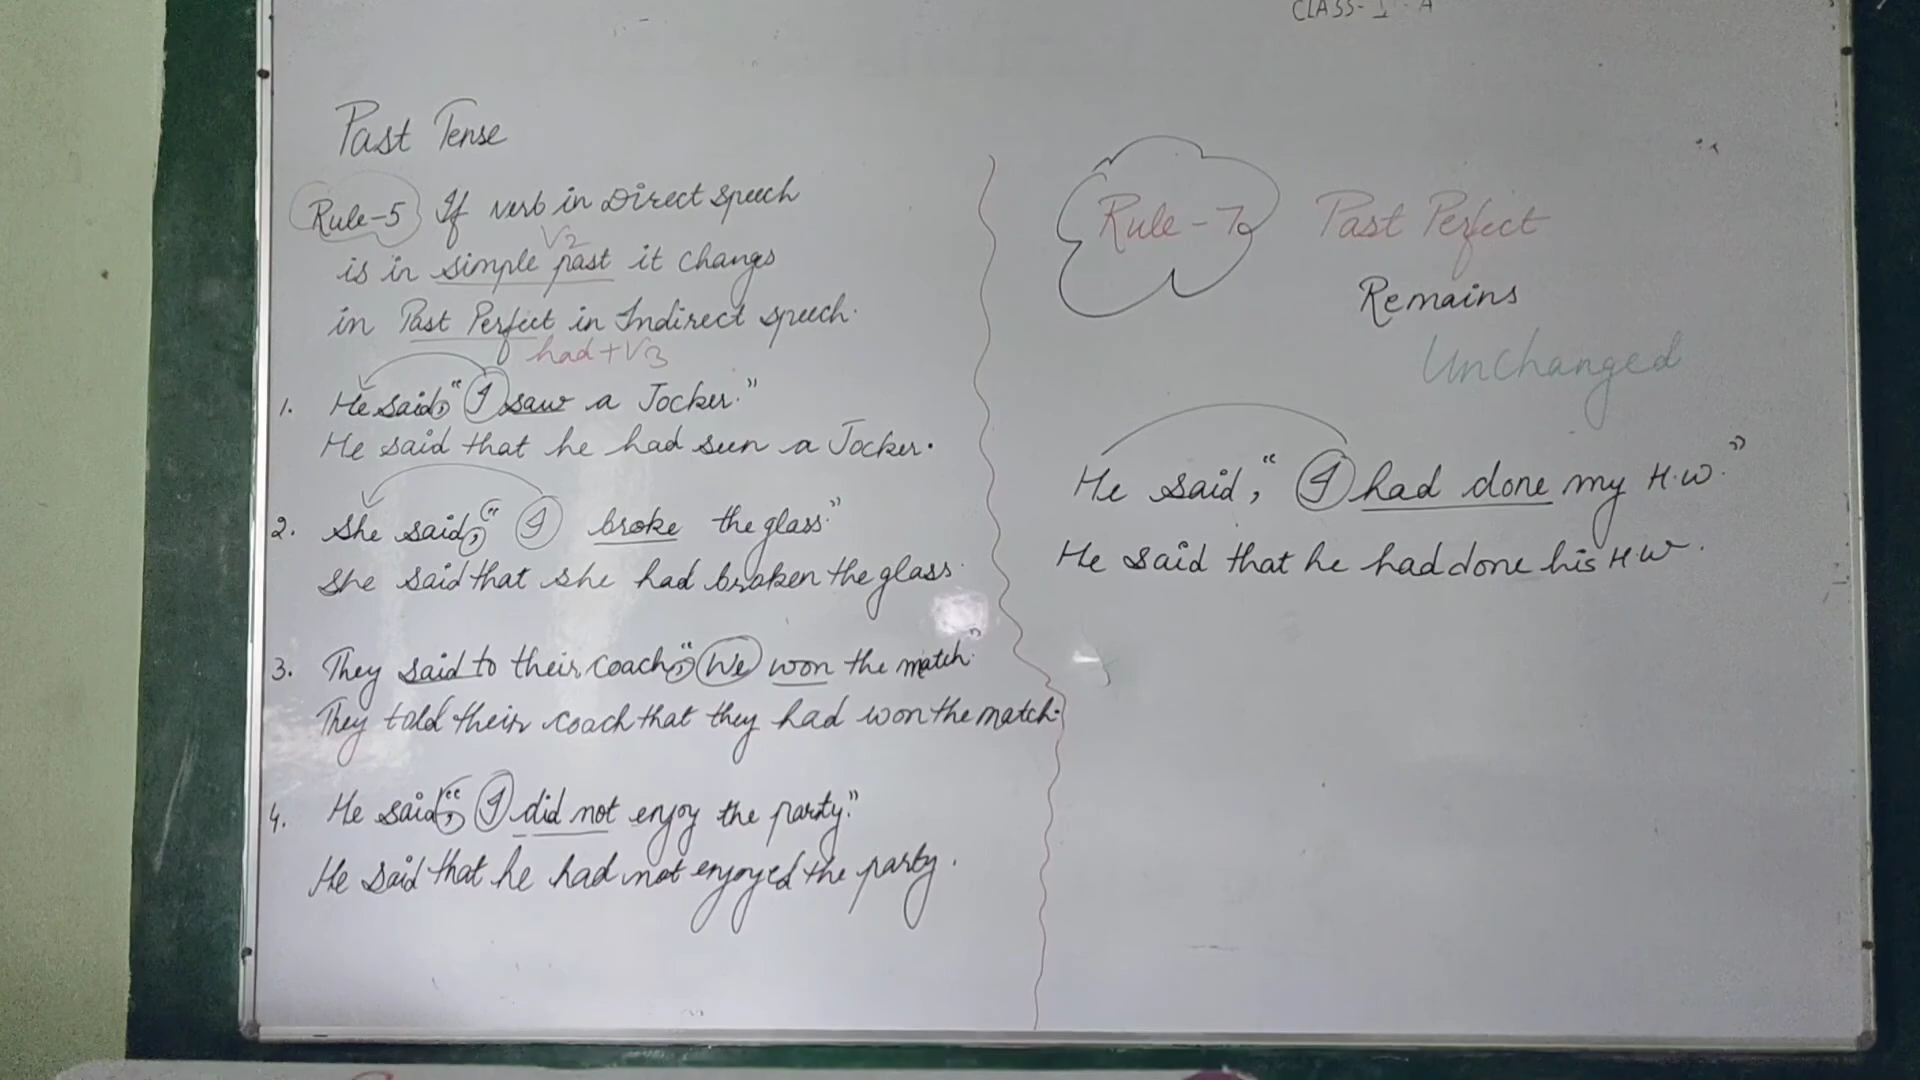 CLASS- I - A
Past Tense
Rule-5 If verb in Direct speech
V2
is in simple past it changes
in Past Perfect in Indirect speech.
had+V3
1. He said, "I saw a Jocker."
He said that he had seen a Jocker.
2. She said, "I broke the glass."
She said that she had broken the glass.
3. They said to their coach, "We won the match."
They told their coach that they had won the match.
4. He said, "I did not enjoy the party."
He said that he had not enjoyed the party.
Rule-7 Past Perfect
Remains
Unchanged
He said, "I had done my H.W."
He said that he had done his HW.